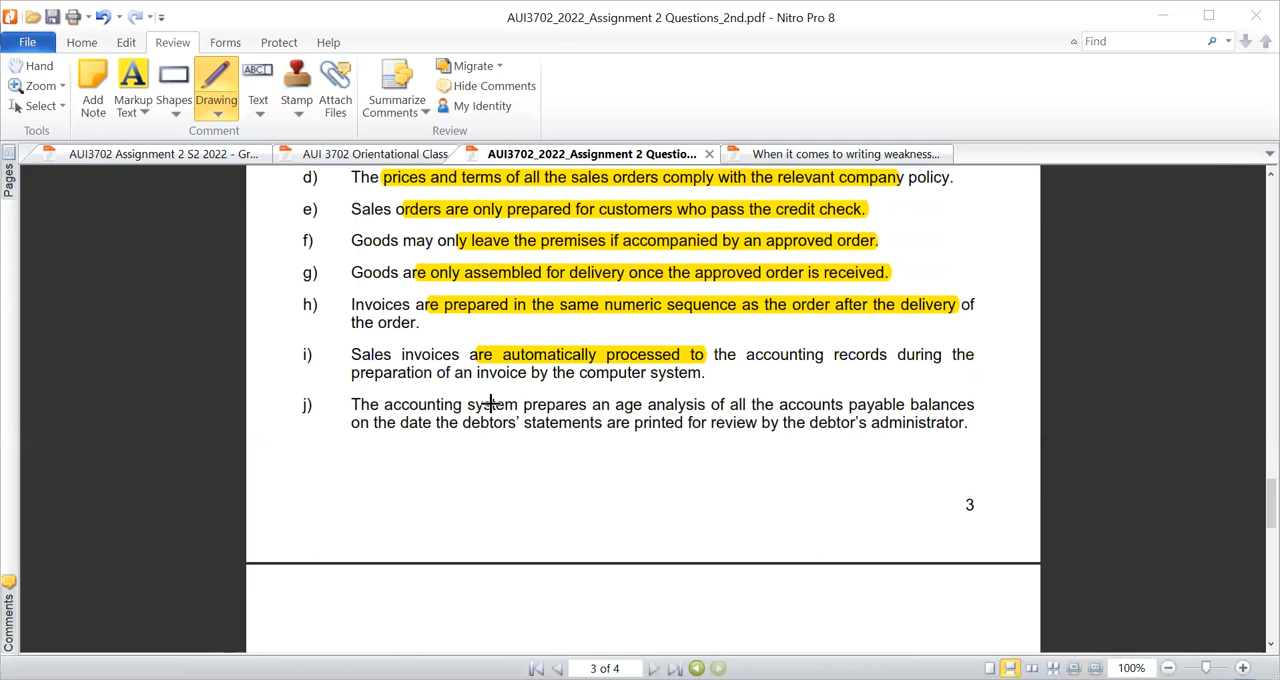 AUI3702_2022_Assignment 2 Questions_2nd.pdf - Nitro Pro 8
File Home Edit Review Forms Protect Help Find
Hand
Zoom
Select
Tools
Add Note
Markup Text
Shapes
Drawing
ABC
Text
Stamp
Attach Files
Comment
Summarize Comments
Migrate
Hide Comments
My Identity
Review
Pages
AUI3702 Assignment 2 S2 2022 - Gr... AUI 3702 Orientational Class AUI3702_2022_Assignment 2 Questio... When it comes to writing weakness...
d) The prices and terms of all the sales orders comply with the relevant company policy.
e) Sales orders are only prepared for customers who pass the credit check.
f) Goods may only leave the premises if accompanied by an approved order.
g) Goods are only assembled for delivery once the approved order is received.
h) Invoices are prepared in the same numeric sequence as the order after the delivery of
the order.
i) Sales invoices are automatically processed to the accounting records during the
preparation of an invoice by the computer system.
j) The accounting system prepares an age analysis of all the accounts payable balances
on the date the debtors' statements are printed for review by the debtor's administrator.
3
Comments
3 of 4
100%